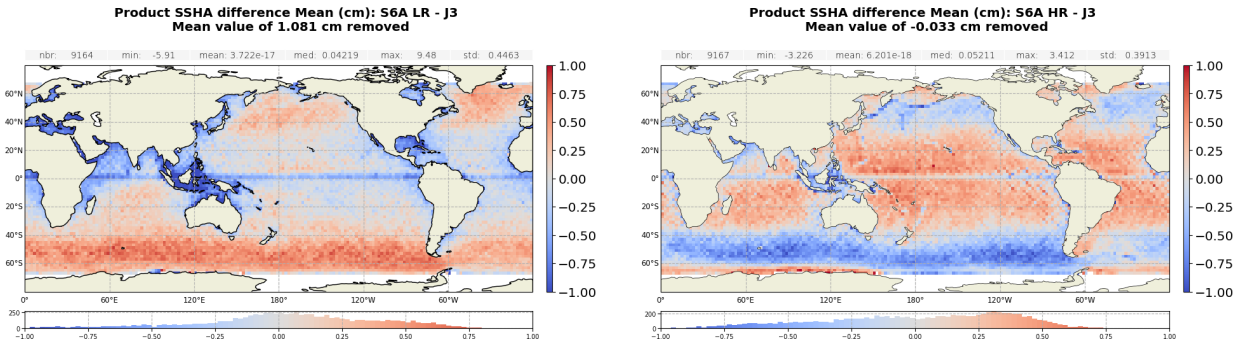 Product SSHA difference Mean (cm): S6A LR - J3
Mean value of 1.081 cm removed
nbr: 9164 min: -5.91 mean: 3.722e-17 med: 0.04219 max: 9.48 std: 0.4463
60°N
40°N
20°N
0°
20°S
40°S
60°S
0° 60°E 120°E 180° 120°W 60°W
1.00
0.75
0.50
0.25
0.00
−0.25
−0.50
−0.75
−1.00
250
0
−1.00 −0.75 −0.50 −0.25 0.00 0.25 0.50 0.75 1.00
Product SSHA difference Mean (cm): S6A HR - J3
Mean value of -0.033 cm removed
nbr: 9167 min: -3.226 mean: 6.201e-18 med: 0.05211 max: 3.412 std: 0.3913
60°N
40°N
20°N
0°
20°S
40°S
60°S
0° 60°E 120°E 180° 120°W 60°W
1.00
0.75
0.50
0.25
0.00
−0.25
−0.50
−0.75
−1.00
200
0
−1.00 −0.75 −0.50 −0.25 0.00 0.25 0.50 0.75 1.00